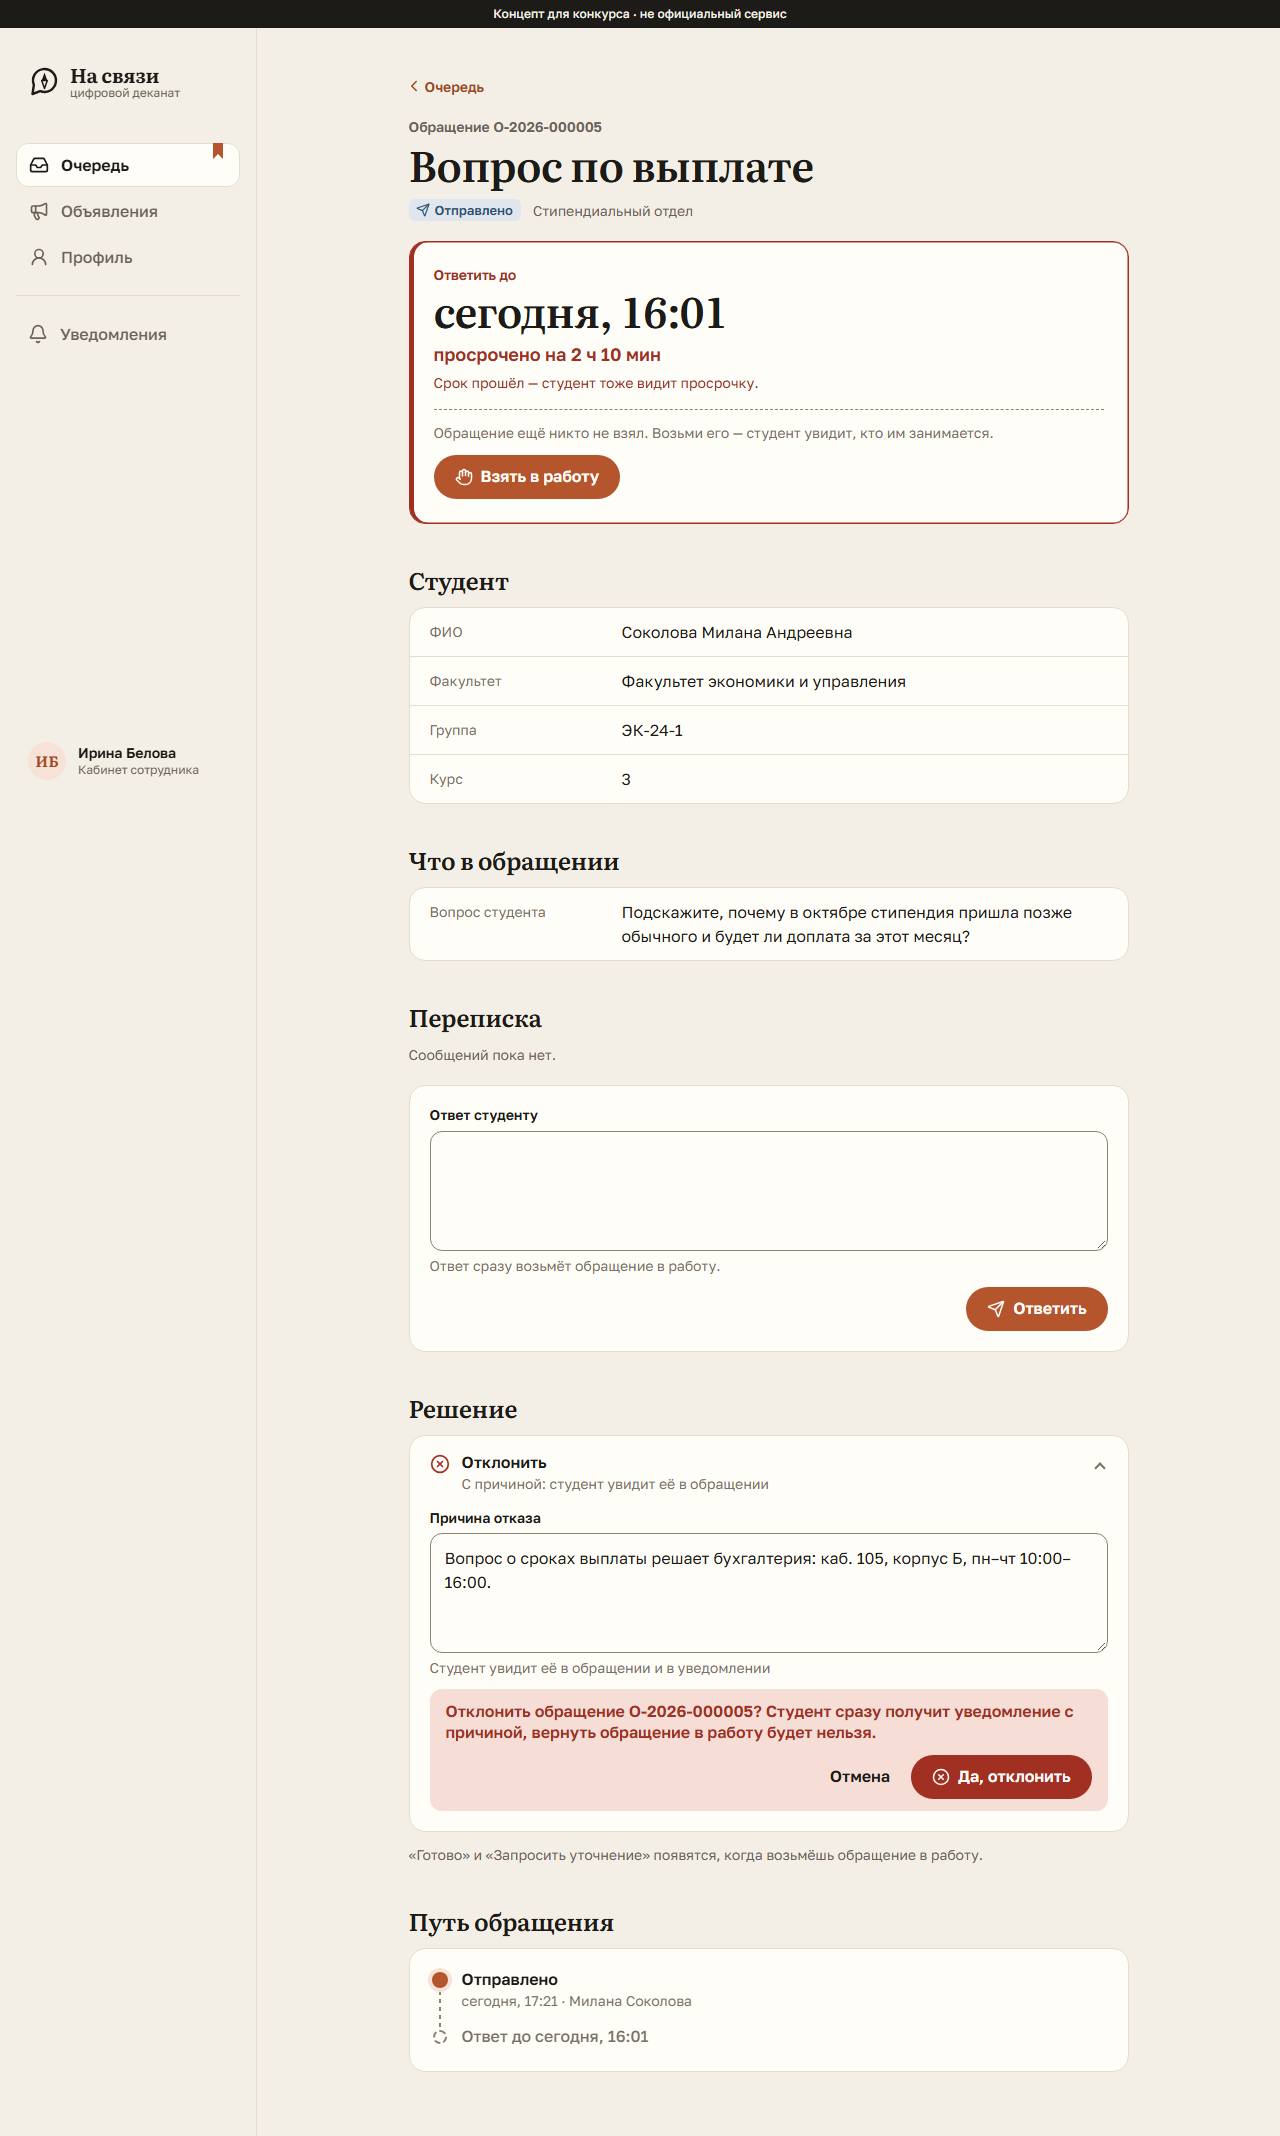 Концепт для конкурса · не официальный сервис
На связи
цифровой деканат
Очередь
Объявления
Профиль
Уведомления
ИБ
Ирина Белова
Кабинет сотрудника
Очередь
Обращение О-2026-000005
Вопрос по выплате
Отправлено
Стипендиальный отдел
Ответить до
сегодня, 16:01
просрочено на 2 ч 10 мин
Срок прошёл — студент тоже видит просрочку.
Обращение ещё никто не взял. Возьми его — студент увидит, кто им занимается.
Взять в работу
Студент
ФИО
Соколова Милана Андреевна
Факультет
Факультет экономики и управления
Группа
ЭК-24-1
Курс
3
Что в обращении
Вопрос студента
Подскажите, почему в октябре стипендия пришла позже
обычного и будет ли доплата за этот месяц?
Переписка
Сообщений пока нет.
Ответ студенту
Ответ сразу возьмёт обращение в работу.
Ответить
Решение
Отклонить
С причиной: студент увидит её в обращении
Причина отказа
Вопрос о сроках выплаты решает бухгалтерия: каб. 105, корпус Б, пн–чт 10:00–
16:00.
Студент увидит её в обращении и в уведомлении
Отклонить обращение О-2026-000005? Студент сразу получит уведомление с
причиной, вернуть обращение в работу будет нельзя.
Отмена
Да, отклонить
«Готово» и «Запросить уточнение» появятся, когда возьмёшь обращение в работу.
Путь обращения
Отправлено
сегодня, 17:21 · Милана Соколова
Ответ до сегодня, 16:01